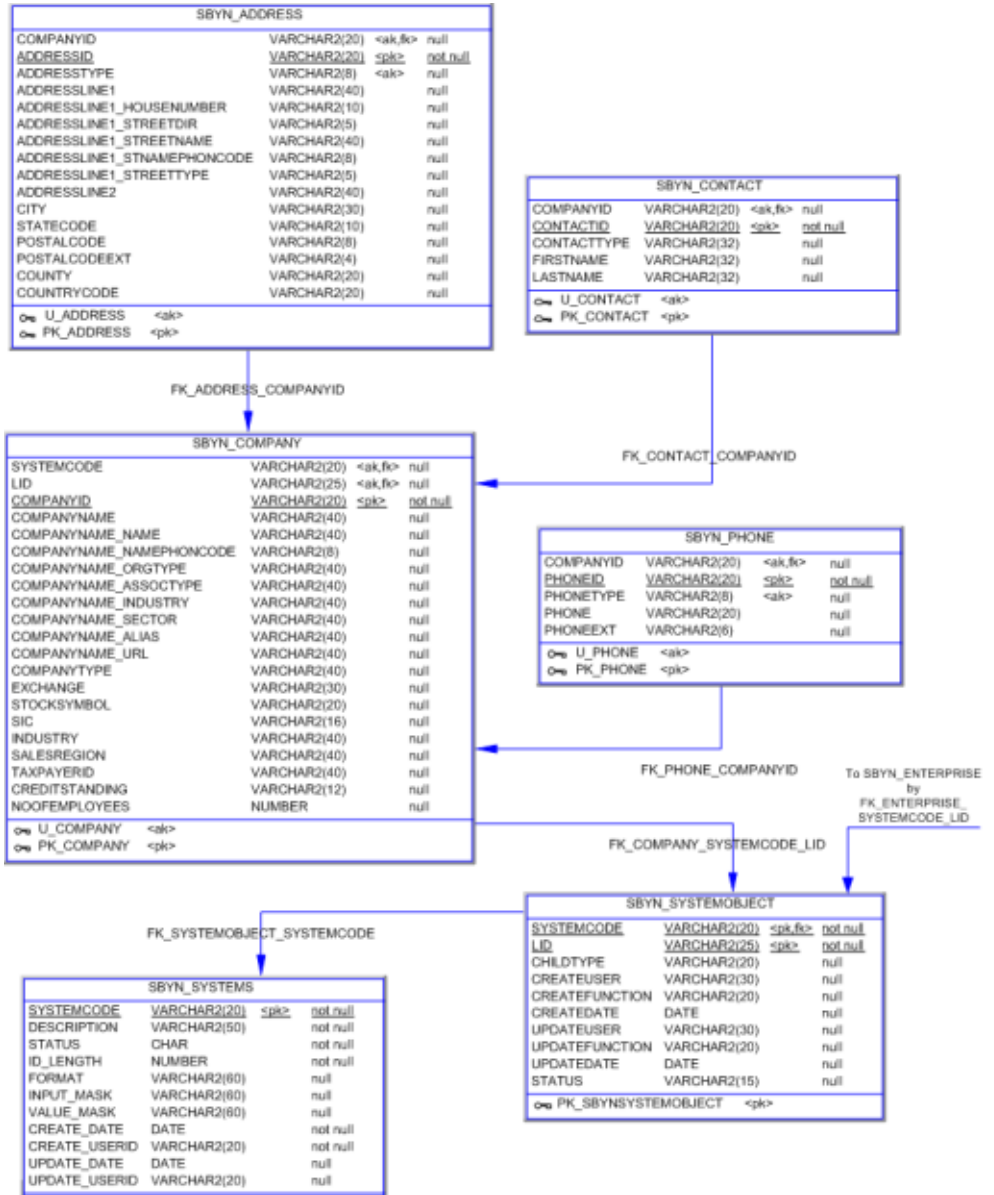 SBYN_ADDRESS
COMPANYID VARCHAR2(20) <ak,fk> null
ADDRESSID VARCHAR2(20) <pk> not null
ADDRESSTYPE VARCHAR2(8) <ak> null
ADDRESSLINE1 VARCHAR2(40) null
ADDRESSLINE1_HOUSENUMBER VARCHAR2(10) null
ADDRESSLINE1_STREETDIR VARCHAR2(5) null
ADDRESSLINE1_STREETNAME VARCHAR2(40) null
ADDRESSLINE1_STNAMEPHONCODE VARCHAR2(8) null
ADDRESSLINE1_STREETTYPE VARCHAR2(5) null
ADDRESSLINE2 VARCHAR2(40) null
CITY VARCHAR2(30) null
STATECODE VARCHAR2(10) null
POSTALCODE VARCHAR2(8) null
POSTALCODEEXT VARCHAR2(4) null
COUNTY VARCHAR2(20) null
COUNTRYCODE VARCHAR2(20) null
U_ADDRESS <ak>
PK_ADDRESS <pk>
SBYN_CONTACT
COMPANYID VARCHAR2(20) <ak,fk> null
CONTACTID VARCHAR2(20) <pk> not null
CONTACTTYPE VARCHAR2(32) null
FIRSTNAME VARCHAR2(32) null
LASTNAME VARCHAR2(32) null
U_CONTACT <ak>
PK_CONTACT <pk>
FK_ADDRESS_COMPANYID
FK_CONTACT_COMPANYID
SBYN_COMPANY
SYSTEMCODE VARCHAR2(20) <ak,fk> null
LID VARCHAR2(25) <ak,fk> null
COMPANYID VARCHAR2(20) <pk> not null
COMPANYNAME VARCHAR2(40) null
COMPANYNAME_NAME VARCHAR2(40) null
COMPANYNAME_NAMEPHONCODE VARCHAR2(8) null
COMPANYNAME_ORGTYPE VARCHAR2(40) null
COMPANYNAME_ASSOCTYPE VARCHAR2(40) null
COMPANYNAME_INDUSTRY VARCHAR2(40) null
COMPANYNAME_SECTOR VARCHAR2(40) null
COMPANYNAME_ALIAS VARCHAR2(40) null
COMPANYNAME_URL VARCHAR2(40) null
COMPANYTYPE VARCHAR2(40) null
EXCHANGE VARCHAR2(30) null
STOCKSYMBOL VARCHAR2(20) null
SIC VARCHAR2(16) null
INDUSTRY VARCHAR2(40) null
SALESREGION VARCHAR2(40) null
TAXPAYERID VARCHAR2(40) null
CREDITSTANDING VARCHAR2(12) null
NOOFEMPLOYEES NUMBER null
U_COMPANY <ak>
PK_COMPANY <pk>
SBYN_PHONE
COMPANYID VARCHAR2(20) <ak,fk> null
PHONEID VARCHAR2(20) <pk> not null
PHONETYPE VARCHAR2(8) <ak> null
PHONE VARCHAR2(20) null
PHONEEXT VARCHAR2(6) null
U_PHONE <ak>
PK_PHONE <pk>
FK_PHONE_COMPANYID
To SBYN_ENTERPRISE
by
FK_ENTERPRISE_
SYSTEMCODE_LID
FK_COMPANY_SYSTEMCODE_LID
SBYN_SYSTEMOBJECT
SYSTEMCODE VARCHAR2(20) <pk,fk> not null
LID VARCHAR2(25) <pk> not null
CHILDTYPE VARCHAR2(20) null
CREATEUSER VARCHAR2(30) null
CREATEFUNCTION VARCHAR2(20) null
CREATEDATE DATE null
UPDATEUSER VARCHAR2(30) null
UPDATEFUNCTION VARCHAR2(20) null
UPDATEDATE DATE null
STATUS VARCHAR2(15) null
PK_SBYNSYSTEMOBJECT <pk>
FK_SYSTEMOBJECT_SYSTEMCODE
SBYN_SYSTEMS
SYSTEMCODE VARCHAR2(20) <pk> not null
DESCRIPTION VARCHAR2(50) not null
STATUS CHAR not null
ID_LENGTH NUMBER not null
FORMAT VARCHAR2(60) null
INPUT_MASK VARCHAR2(60) null
VALUE_MASK VARCHAR2(60) null
CREATE_DATE DATE not null
CREATE_USERID VARCHAR2(20) not null
UPDATE_DATE DATE null
UPDATE_USERID VARCHAR2(20) null